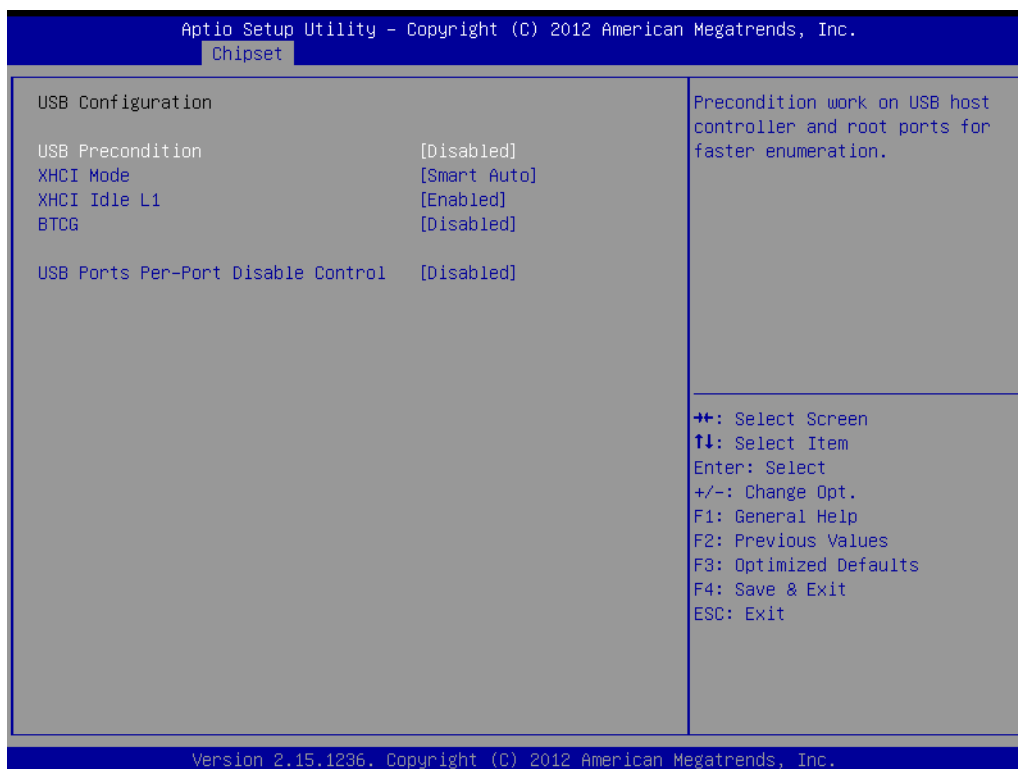 Aptio Setup Utility – Copyright (C) 2012 American Megatrends, Inc.
Chipset
USB Configuration
USB Precondition [Disabled]
XHCI Mode [Smart Auto]
XHCI Idle L1 [Enabled]
BTCG [Disabled]
USB Ports Per-Port Disable Control [Disabled]
Precondition work on USB host
controller and root ports for
faster enumeration.
→←: Select Screen
↑↓: Select Item
Enter: Select
+/-: Change Opt.
F1: General Help
F2: Previous Values
F3: Optimized Defaults
F4: Save & Exit
ESC: Exit
Version 2.15.1236. Copyright (C) 2012 American Megatrends, Inc.